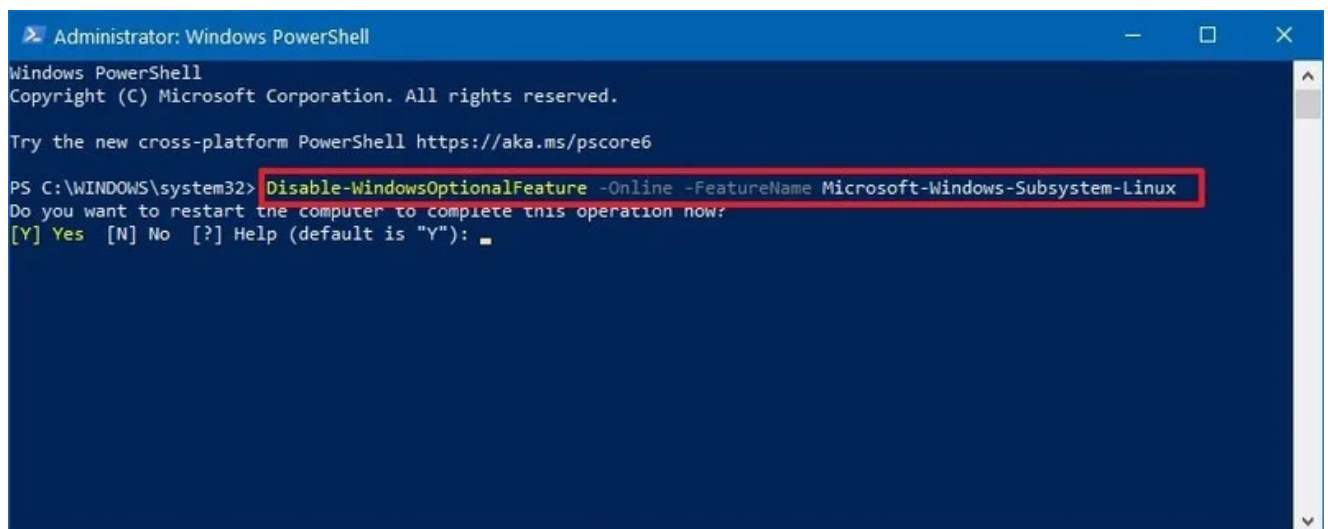 Administrator: Windows PowerShell
Windows PowerShell
Copyright (C) Microsoft Corporation. All rights reserved.
Try the new cross-platform PowerShell https://aka.ms/pscore6
PS C:\WINDOWS\system32> Disable-WindowsOptionalFeature -Online -FeatureName Microsoft-Windows-Subsystem-Linux
Do you want to restart the computer to complete this operation now?
[Y] Yes  [N] No  [?] Help (default is "Y"):